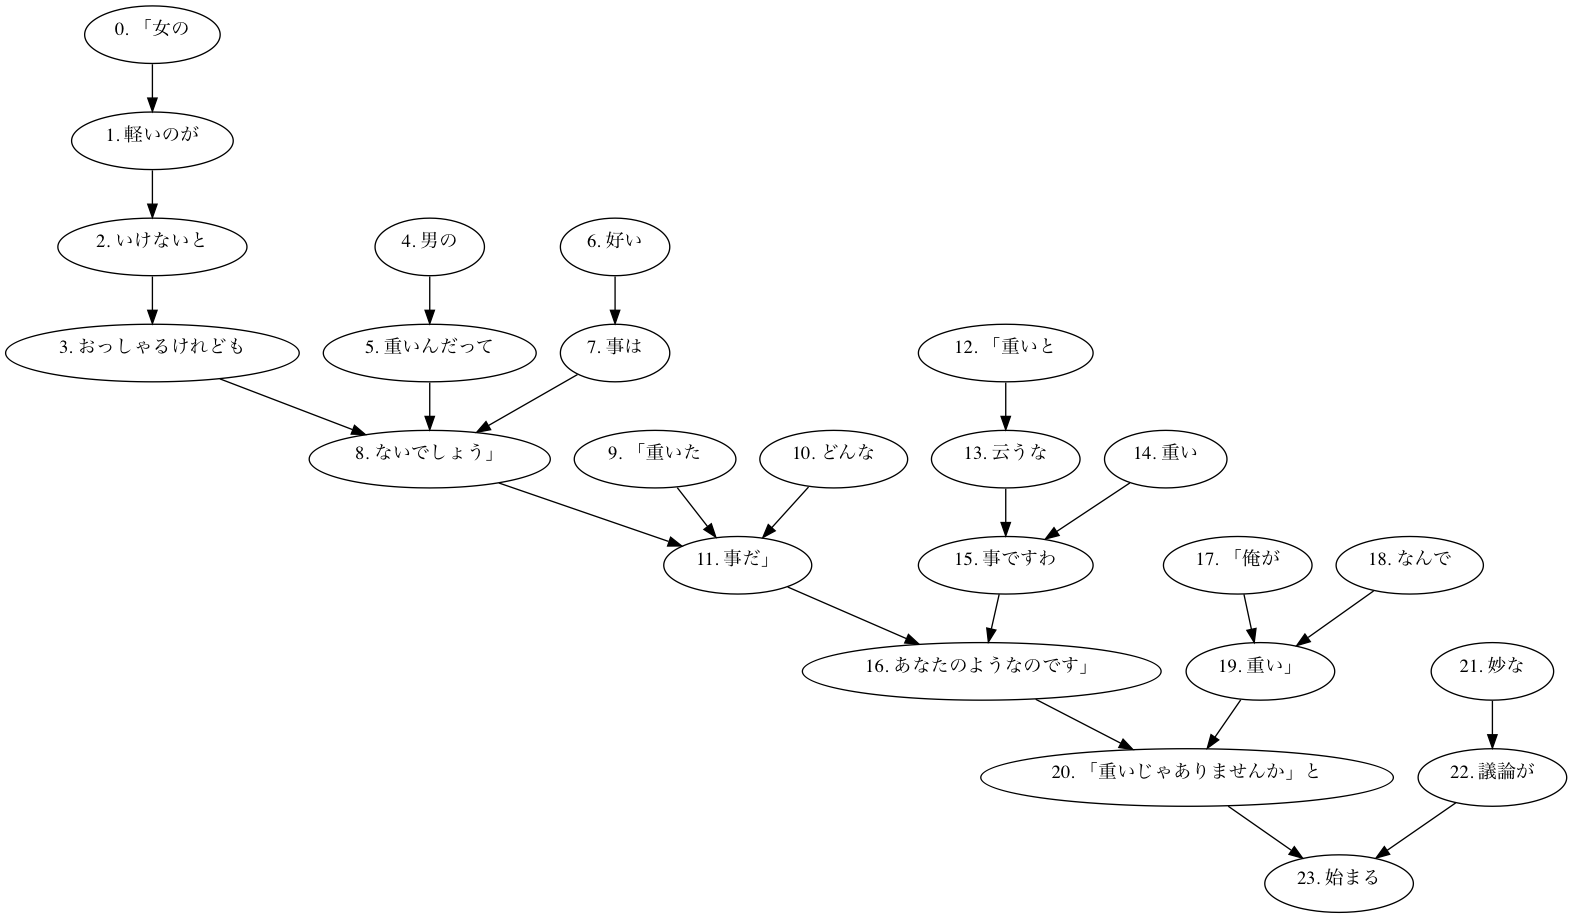 0. 「女の
1. 軽いのが
2. いけないと
3. おっしゃるけれども
4. 男の
5. 重いんだって
6. 好い
7. 事は
8. ないでしょう」
9. 「重いた
10. どんな
11. 事だ」
12. 「重いと
13. 云うな
14. 重い
15. 事ですわ
16. あなたのようなのです」
17. 「俺が
18. なんで
19. 重い」
20. 「重いじゃありませんか」と
21. 妙な
22. 議論が
23. 始まる